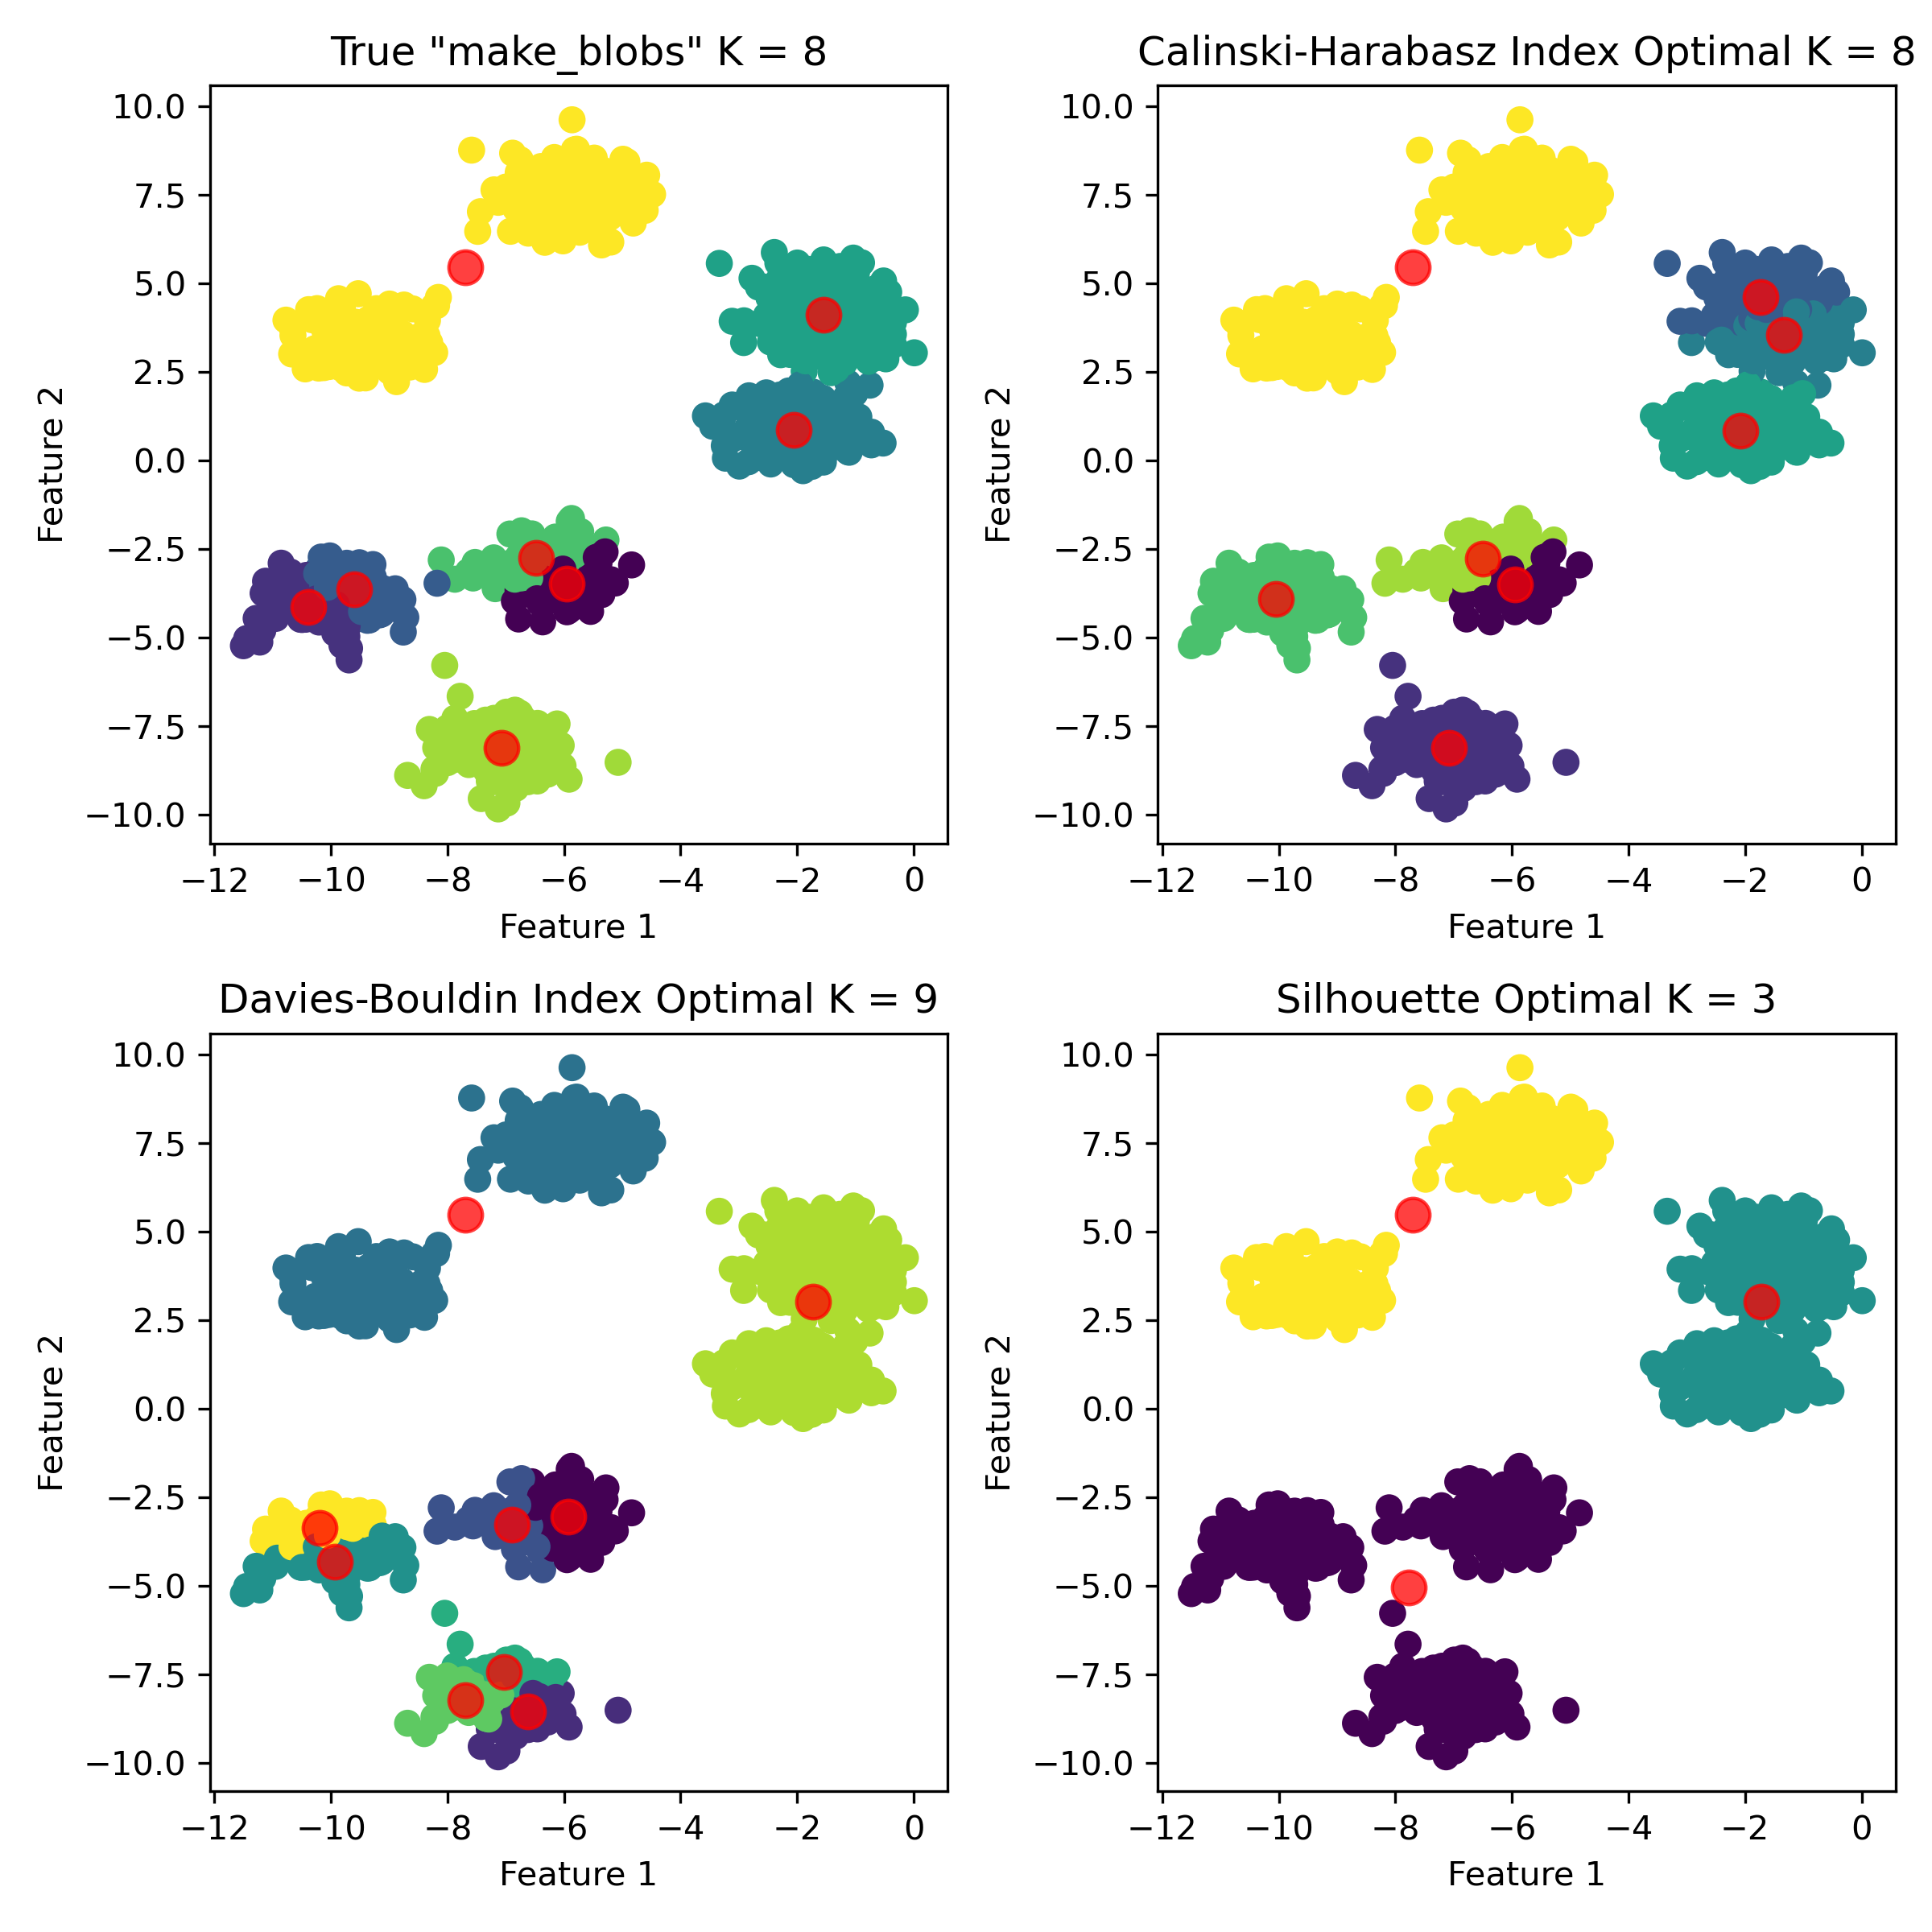 True "make_blobs" K = 8
10.0
7.5
5.0
2.5
0.0
−2.5
−5.0
−7.5
−10.0
Feature 2
−12 −10 −8 −6 −4 −2 0
Feature 1
Calinski-Harabasz Index Optimal K = 8
10.0
7.5
5.0
2.5
0.0
−2.5
−5.0
−7.5
−10.0
Feature 2
−12 −10 −8 −6 −4 −2 0
Feature 1
Davies-Bouldin Index Optimal K = 9
10.0
7.5
5.0
2.5
0.0
−2.5
−5.0
−7.5
−10.0
Feature 2
−12 −10 −8 −6 −4 −2 0
Feature 1
Silhouette Optimal K = 3
10.0
7.5
5.0
2.5
0.0
−2.5
−5.0
−7.5
−10.0
Feature 2
−12 −10 −8 −6 −4 −2 0
Feature 1